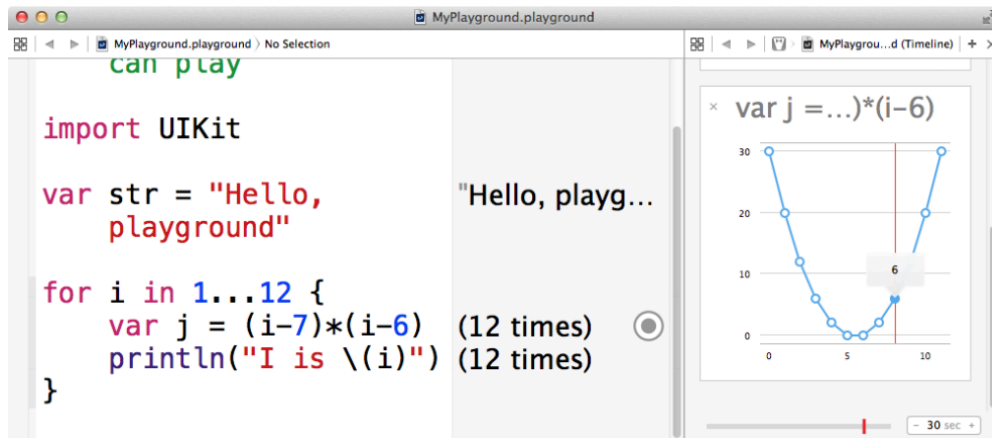 MyPlayground.playground
MyPlayground.playground 〉 No Selection
MyPlaygrou...d (Timeline)
can play
import UIKit
var str = "Hello,
playground"
"Hello, playg...
for i in 1...12 {
var j = (i-7)*(i-6)
(12 times)
println("I is \(i)")
(12 times)
}
× var j =...)*(i-6)
30
20
10
0
6
0 5 10
- 30 sec +